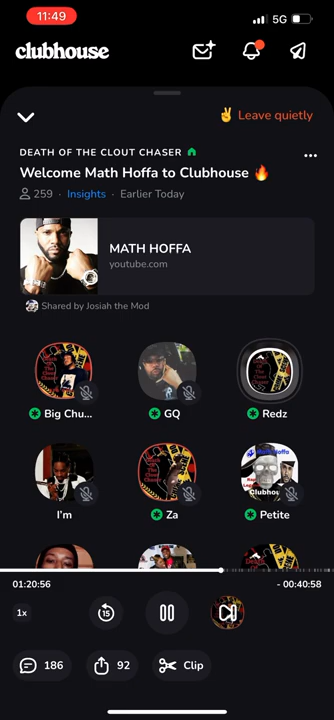 11:49
5G
clubhouse
✌️ Leave quietly
DEATH OF THE CLOUT CHASER
Welcome Math Hoffa to Clubhouse 🔥
259 · Insights · Earlier Today
MATH HOFFA
youtube.com
Shared by Josiah the Mod
Big Chu...
GQ
Redz
I'm
Za
Petite
01:20:56
- 00:40:58
1x
15
186
92
Clip